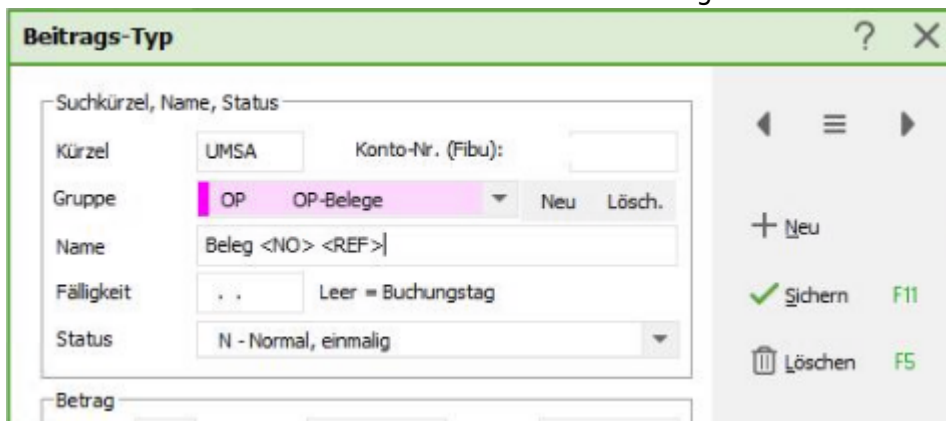 Beitrags-Typ ? X
Suchkürzel, Name, Status
Kürzel UMSA Konto-Nr. (Fibu):
Gruppe OP OP-Belege Neu Lösch.
Neu
Name Beleg <NO> <REF>
Fälligkeit . . Leer = Buchungstag
Sichern F11
Status N - Normal, einmalig
Löschen F5
Betrag